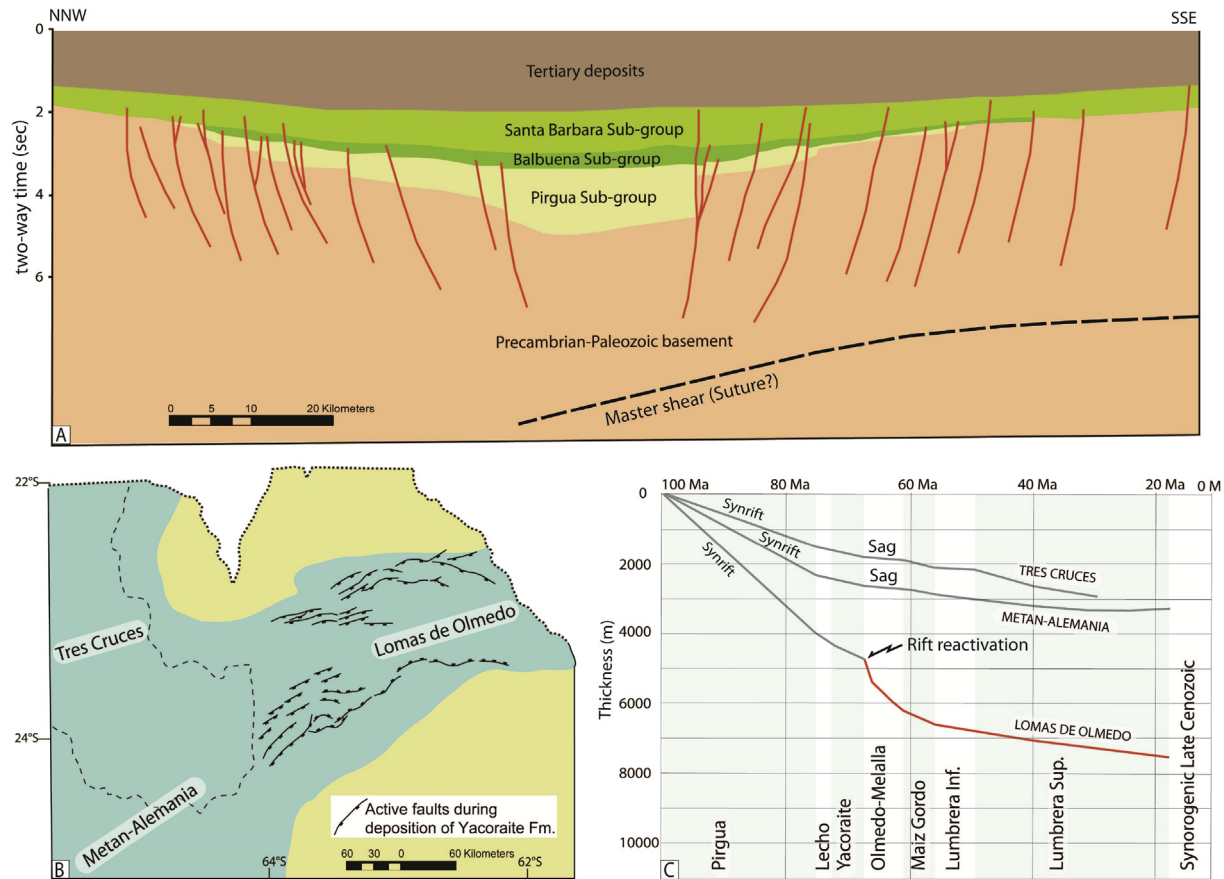 NNW
SSE
0
2
4
6
two-way time (sec)
Tertiary deposits
Santa Barbara Sub-group
Balbuena Sub-group
Pirgua Sub-group
Precambrian-Paleozoic basement
Master shear (Suture?)
0 5 10 20 Kilometers
A
22°S
24°S
Tres Cruces
Lomas de Olmedo
Metan-Alemania
Active faults during
deposition of Yacoraite Fm.
60 30 0 60 Kilometers
64°S
62°S
B
100 Ma 80 Ma 60 Ma 40 Ma 20 Ma 0 M
0
2000
4000
6000
8000
10000
Thickness (m)
Synrift
Synrift
Synrift
Sag
Sag
TRES CRUCES
METAN-ALEMANIA
Rift reactivation
LOMAS DE OLMEDO
Pirgua
Lecho
Yacoraite
Olmedo-Melalla
Maiz Gordo
Lumbrera Inf.
Lumbrera Sup.
Synorogenic Late Cenozoic
C